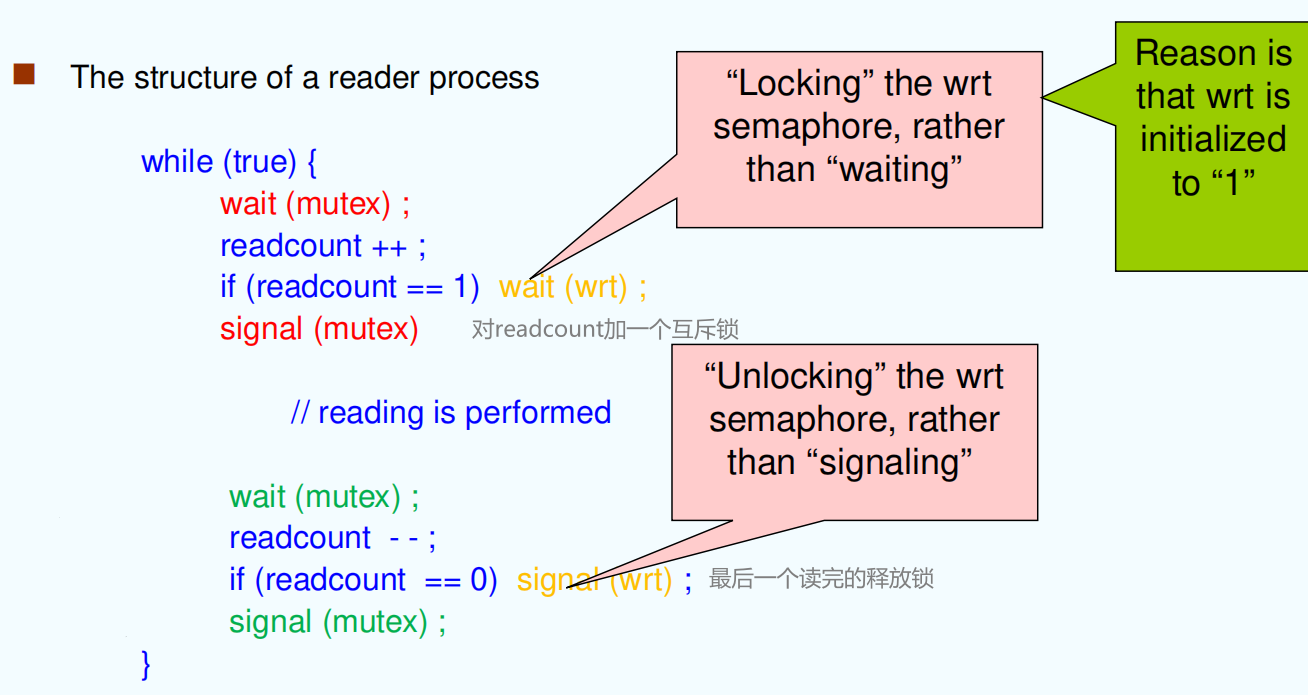 The structure of a reader process
while (true) {
wait (mutex) ;
readcount ++ ;
if (readcount == 1) wait (wrt) ;
signal (mutex) 对readcount加一个互斥锁
// reading is performed
wait (mutex) ;
readcount - - ;
if (readcount == 0) signal (wrt) ; 最后一个读完的释放锁
signal (mutex) ;
}
“Locking” the wrt
semaphore, rather
than “waiting”
Reason is
that wrt is
initialized
to “1”
“Unlocking” the wrt
semaphore, rather
than “signaling”